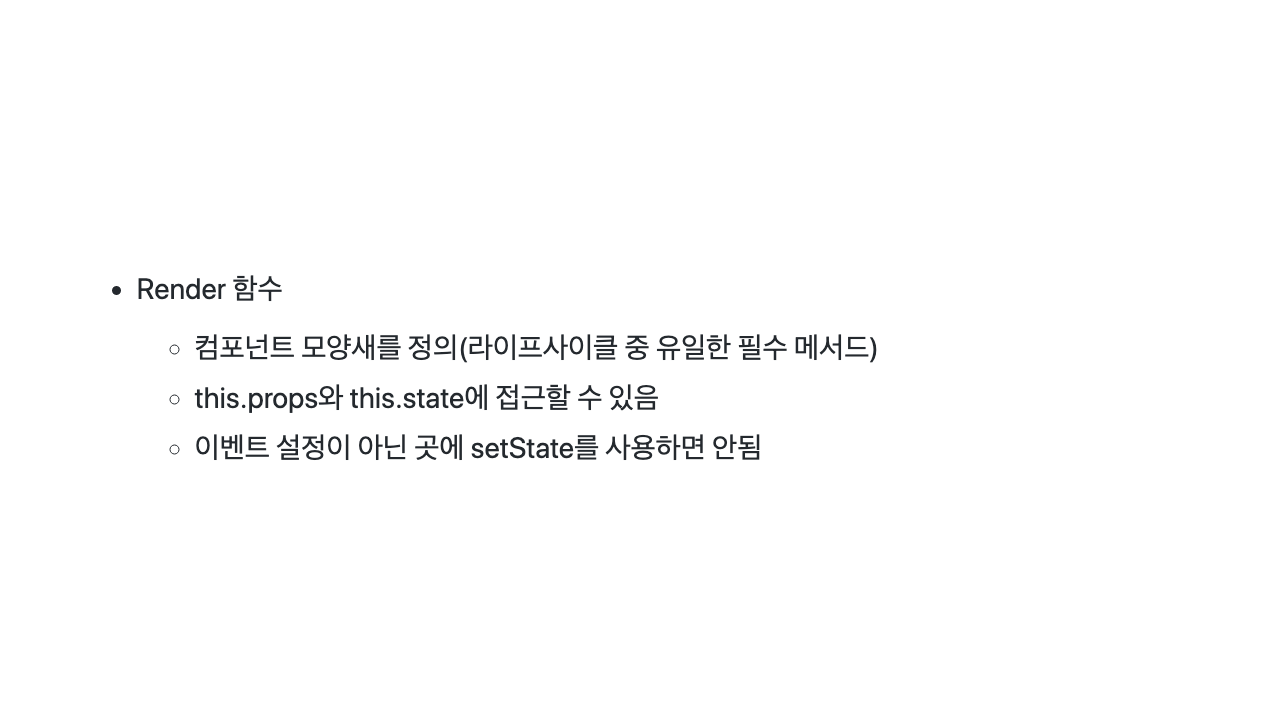 Render 함수
컴포넌트 모양새를 정의(라이프사이클 중 유일한 필수 메서드)
this.props와 this.state에 접근할 수 있음
이벤트 설정이 아닌 곳에 setState를 사용하면 안됨